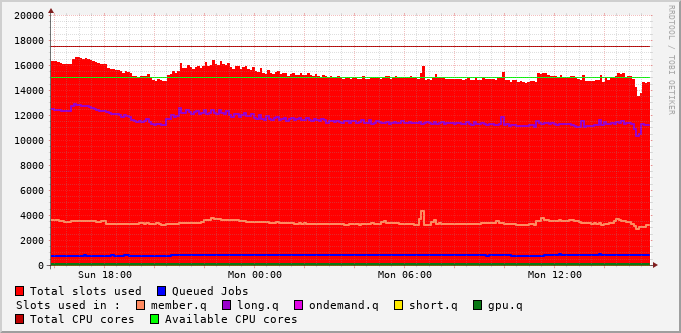 20000
18000
16000
14000
12000
10000
8000
6000
4000
2000
0
Sun 18:00 Mon 00:00 Mon 06:00 Mon 12:00
RRDTOOL / TOBI OETIKER
Total slots used Queued Jobs
Slots used in : member.q long.q ondemand.q short.q gpu.q
Total CPU cores Available CPU cores